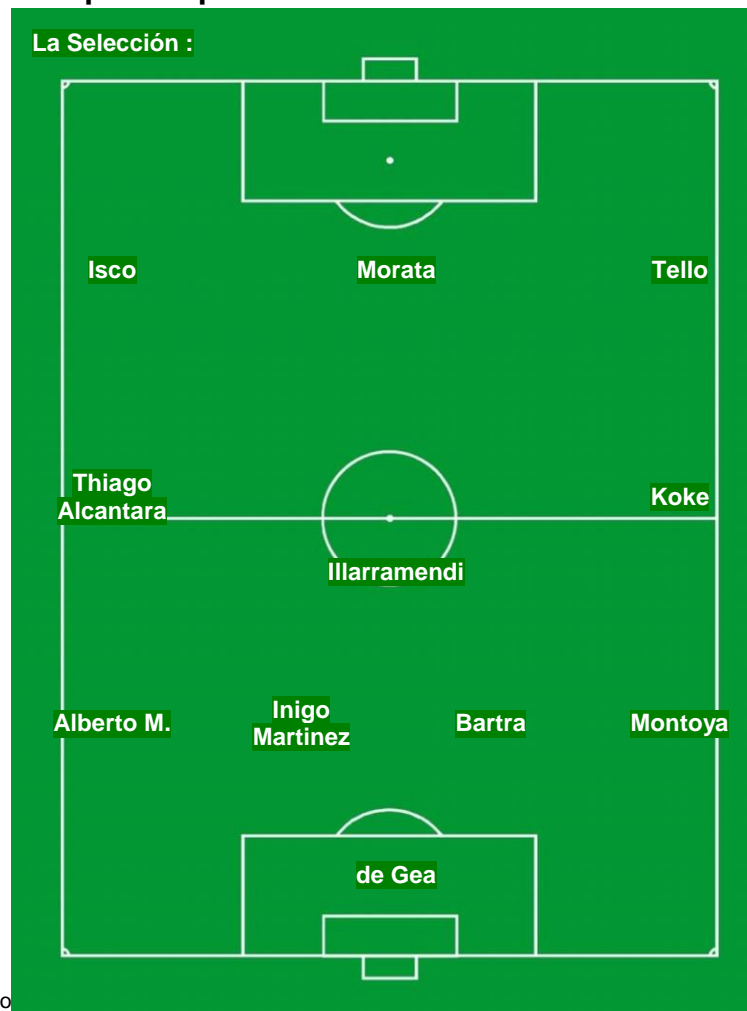 La Selección :
Isco Morata Tello
Thiago
Alcantara
Koke
Illarramendi
Alberto M.
Inigo
Martinez
Bartra
Montoya
de Gea
o